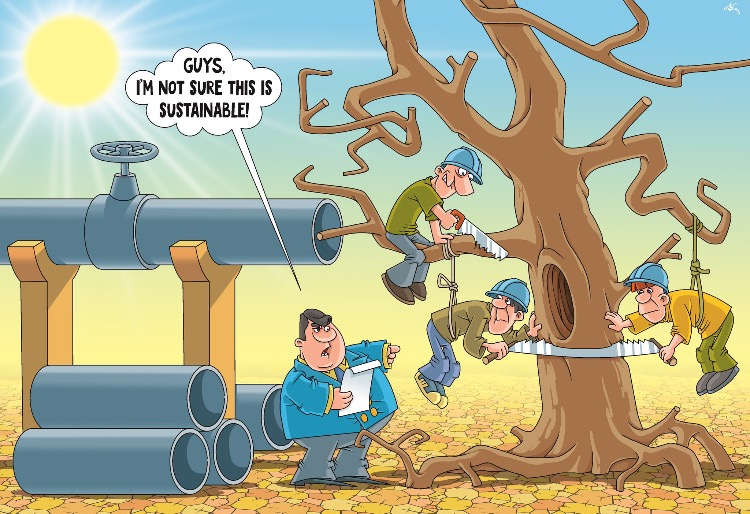 GUYS,
I'M NOT SURE THIS IS
SUSTAINABLE!